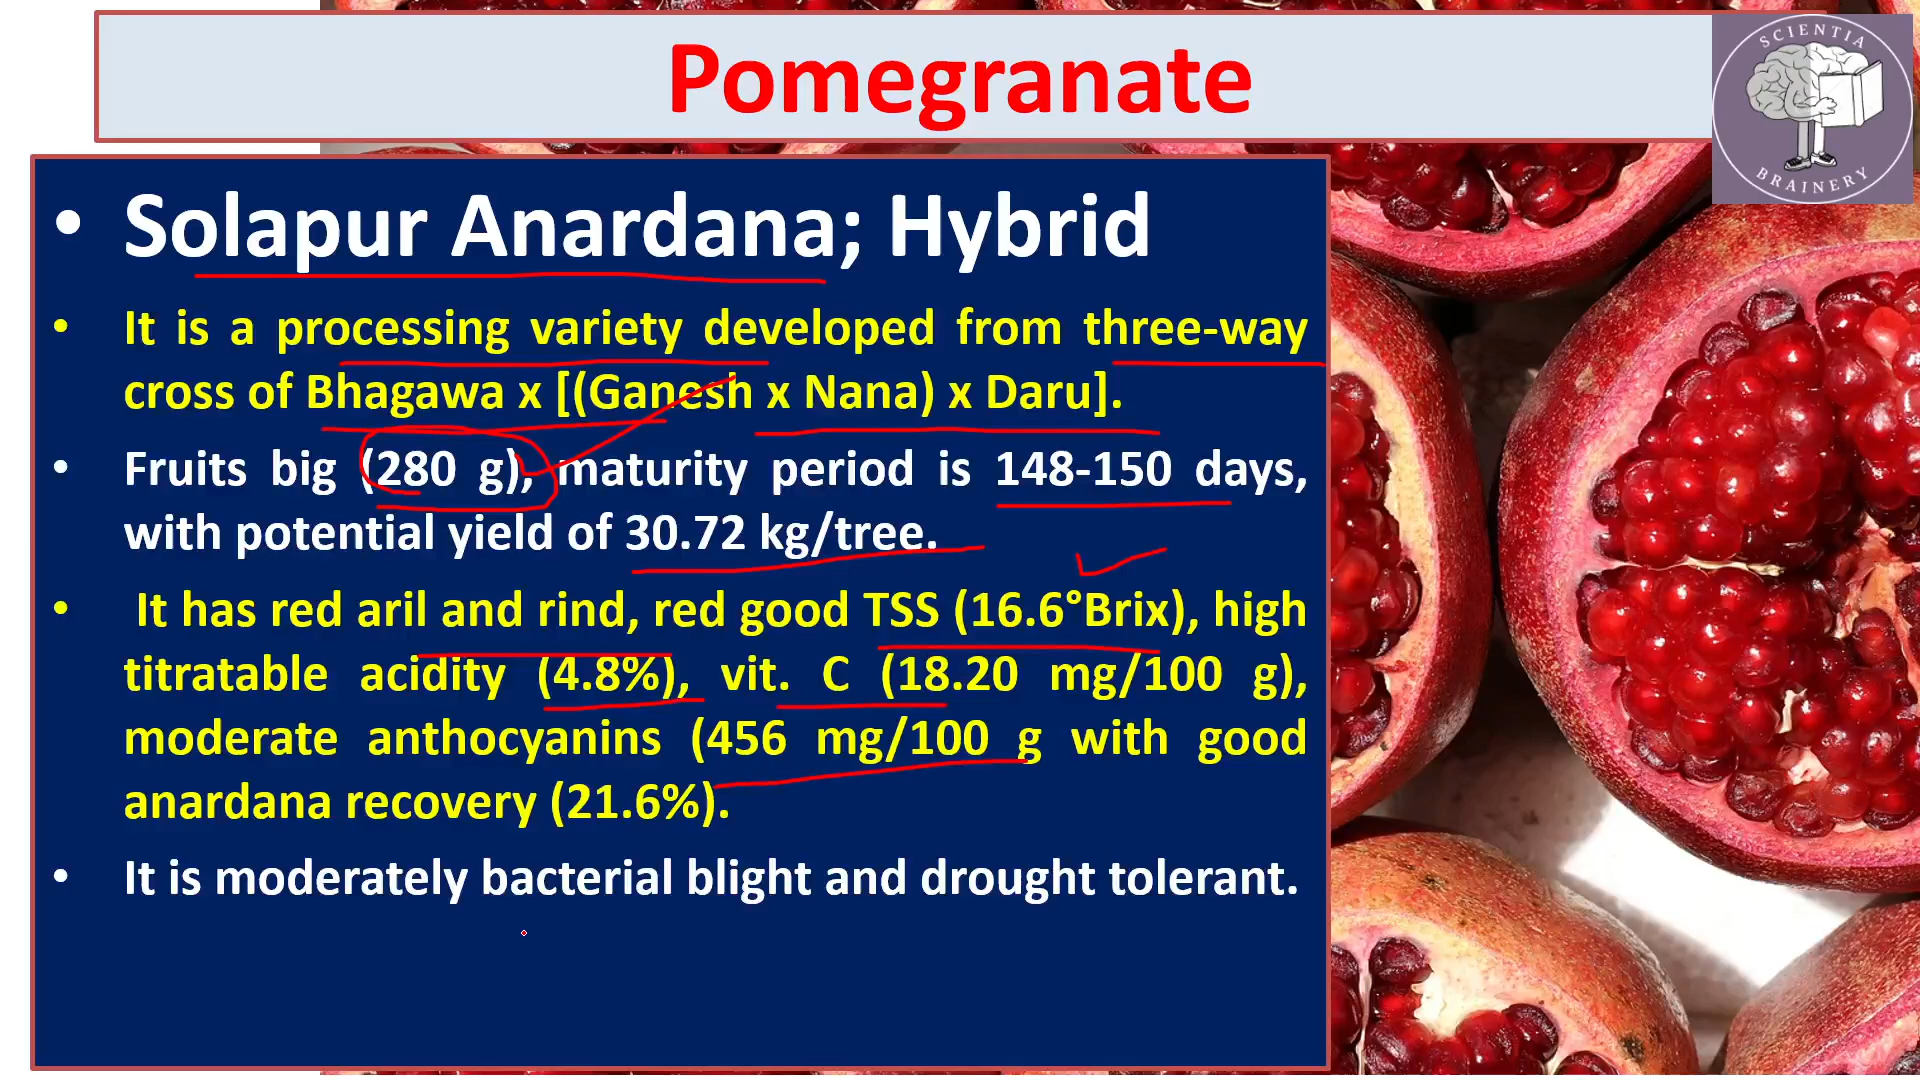 Pomegranate
SCIENTIA
BRAINERY
• Solapur Anardana; Hybrid
• It is a processing variety developed from three-way
cross of Bhagawa x [(Ganesh x Nana) x Daru].
• Fruits big (280 g), maturity period is 148-150 days,
with potential yield of 30.72 kg/tree.
• It has red aril and rind, red good TSS (16.6°Brix), high
titratable acidity (4.8%), vit. C (18.20 mg/100 g),
moderate anthocyanins (456 mg/100 g with good
anardana recovery (21.6%).
• It is moderately bacterial blight and drought tolerant.